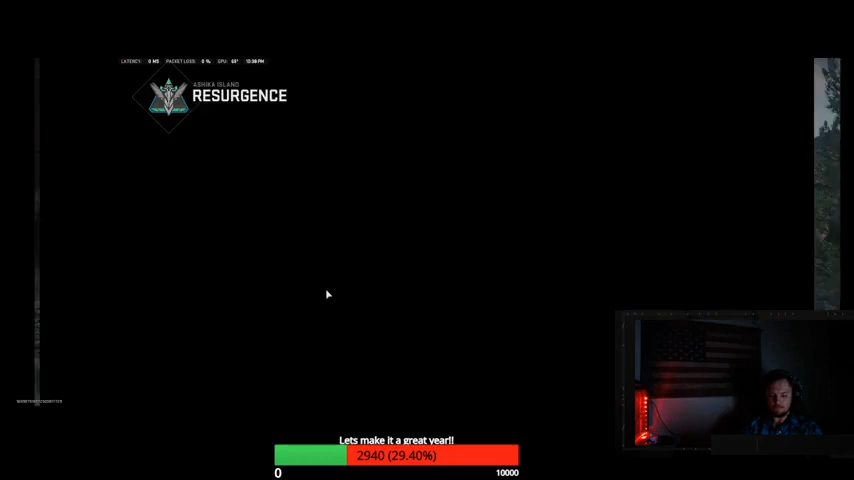 LATENCY: 0 MS PACKET LOSS: 0 % GPU: 69° 10:39 PM
ASHIKA ISLAND
RESURGENCE
Lets make it a great year!!
2940 (29.40%)
0 10000